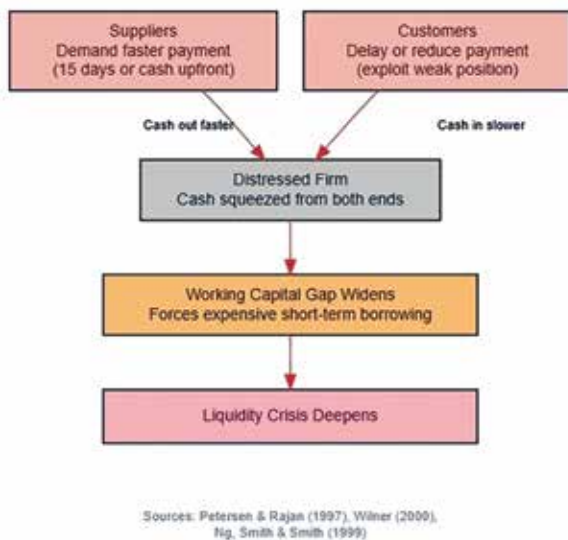 Suppliers
Demand faster payment
(15 days or cash upfront)
Customers
Delay or reduce payment
(exploit weak position)
Cash out faster
Cash in slower
Distressed Firm
Cash squeezed from both ends
Working Capital Gap Widens
Forces expensive short-term borrowing
Liquidity Crisis Deepens
Sources: Petersen & Rajan (1997), Wilner (2000),
Ng, Smith & Smith (1999)